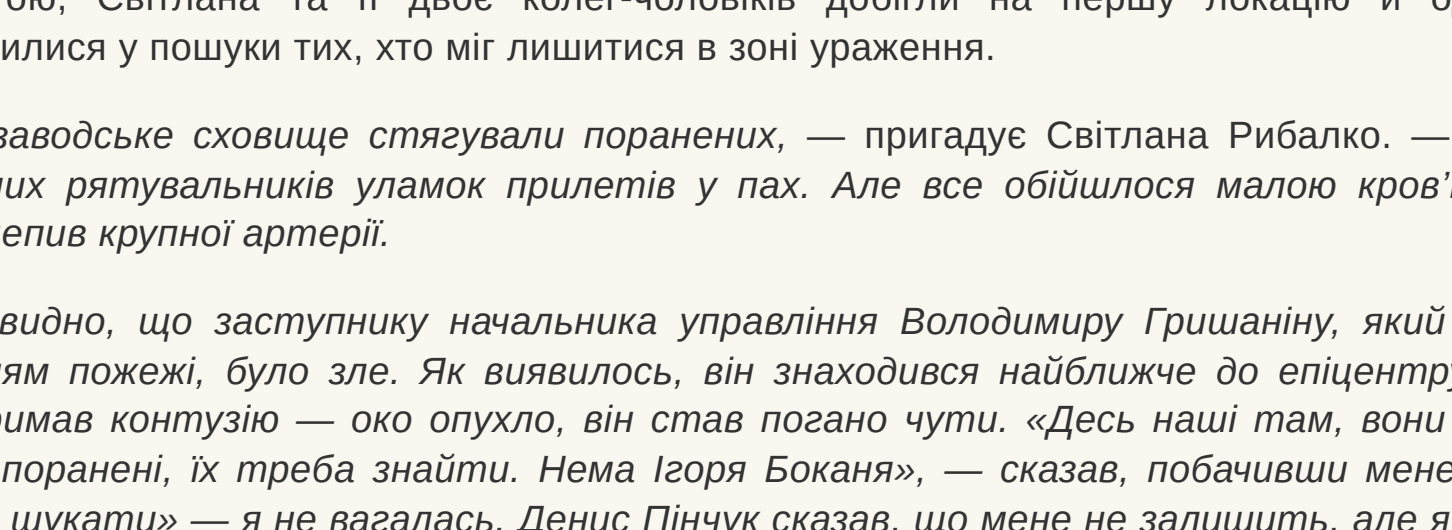 тою, Світлана та її двоє колег-чоловіків добігли на першу локацію й о
илися у пошуки тих, хто міг лишитися в зоні ураження.
заводське сховище стягували поранених, — пригадує Світлана Рибалко. —
них рятувальників уламок прилетів у пах. Але все обійшлося малою кров’
епив крупної артерії.
видно, що заступнику начальника управління Володимиру Гришаніну, який
ням пожежі, було зле. Як виявилось, він знаходився найближче до епіцентру
римав контузію — око опухло, він став погано чути. «Десь наші там, вони
поранені, їх треба знайти. Нема Ігоря Боканя», — сказав, побачивши мене
шукати» — я не вагалась. Денис Пінчук сказав, що мене не залишить, але я